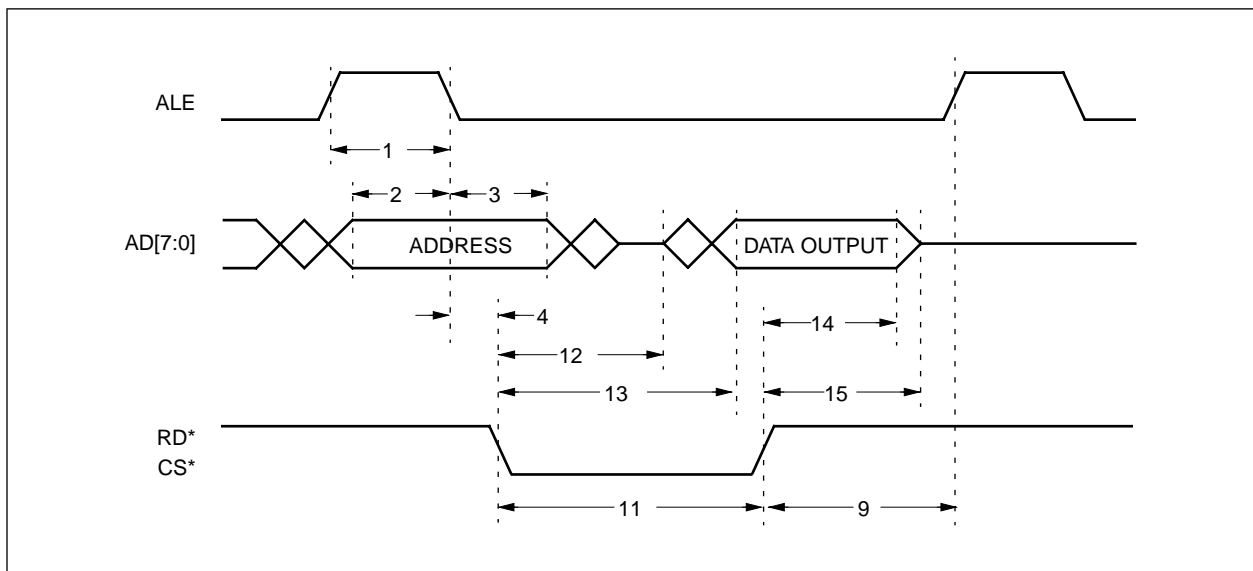 ALE
1
2 3
AD[7:0] ADDRESS DATA OUTPUT
4 14
12
13 15
RD*
CS*
11 9